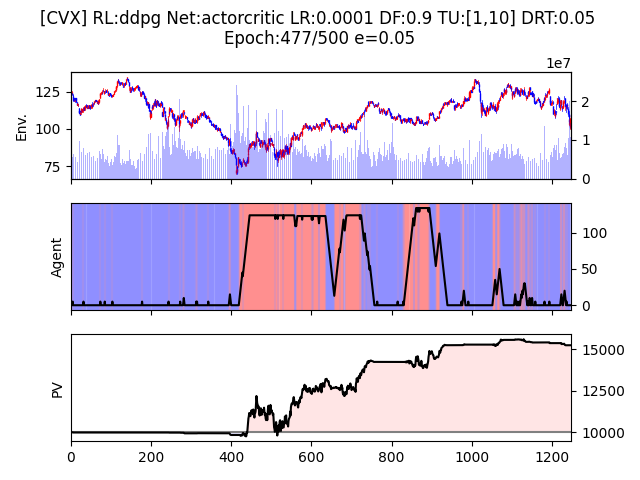 [CVX] RL:ddpg Net:actorcritic LR:0.0001 DF:0.9 TU:[1,10] DRT:0.05
Epoch:477/500 e=0.05
1e7
Env.
125
100
75
2
1
0
Agent
100
50
0
PV
15000
12500
10000
0 200 400 600 800 1000 1200